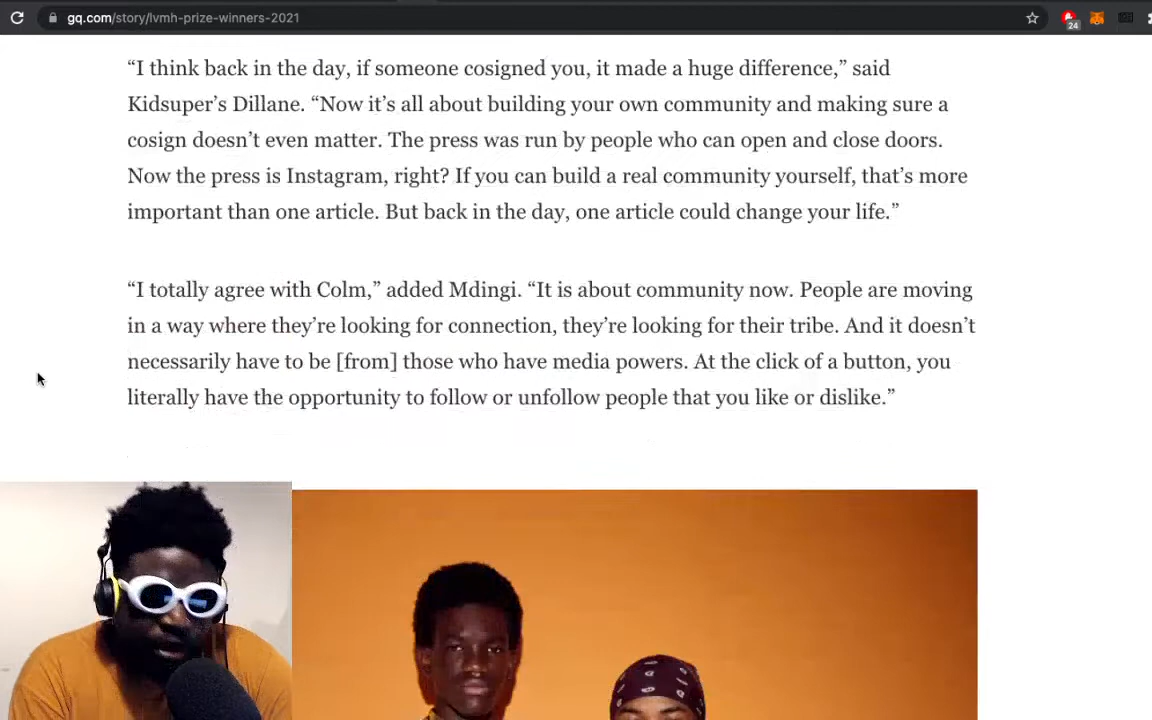 gq.com/story/lvmh-prize-winners-2021
24
“I think back in the day, if someone cosigned you, it made a huge difference,” said
Kidsuper’s Dillane. “Now it’s all about building your own community and making sure a
cosign doesn’t even matter. The press was run by people who can open and close doors.
Now the press is Instagram, right? If you can build a real community yourself, that’s more
important than one article. But back in the day, one article could change your life.”
“I totally agree with Colm,” added Mdingi. “It is about community now. People are moving
in a way where they’re looking for connection, they’re looking for their tribe. And it doesn’t
necessarily have to be [from] those who have media powers. At the click of a button, you
literally have the opportunity to follow or unfollow people that you like or dislike.”